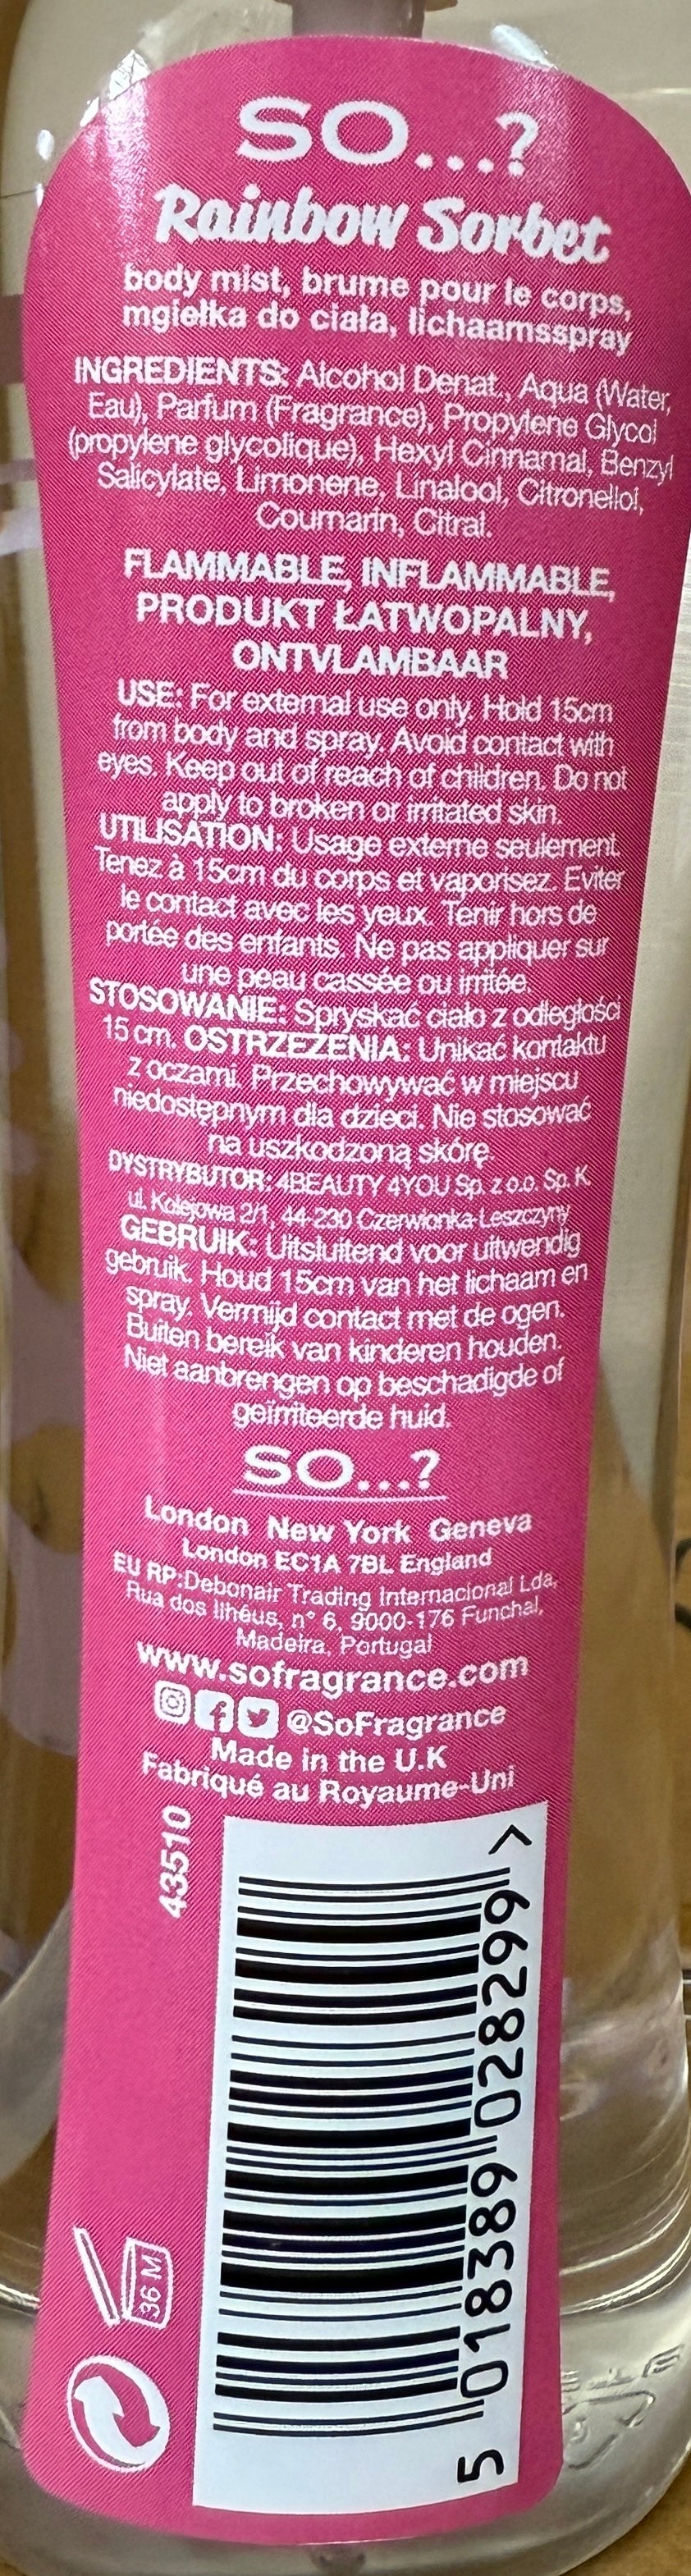 SO...?
Rainbow Sorbet
body mist, brume pour le corps,
mgiełka do ciała, lichaamsspray
INGREDIENTS: Alcohol Denat., Aqua (Water,
Eau), Parfum (Fragrance), Propylene Glycol
(propylene glycolique), Hexyl Cinnamal, Benzyl
Salicylate, Limonene, Linalool, Citronellol,
Coumarin, Citral.
FLAMMABLE, INFLAMMABLE,
PRODUKT ŁATWOPALNY,
ONTVLAMBAAR
USE: For external use only. Hold 15cm
from body and spray. Avoid contact with
eyes. Keep out of reach of children. Do not
apply to broken or irritated skin.
UTILISATION: Usage externe seulement.
Tenez à 15cm du corps et vaporisez. Eviter
le contact avec les yeux. Tenir hors de
portée des enfants. Ne pas appliquer sur
une peau cassée ou irritée.
STOSOWANIE: Spryskać ciało z odległości
15 cm. OSTRZEŻENIA: Unikać kontaktu
z oczami. Przechowywać w miejscu
niedostępnym dla dzieci. Nie stosować
na uszkodzoną skórę.
DYSTRYBUTOR: 4BEAUTY 4YOU Sp. z o.o. Sp. K.
ul. Kolejowa 2/1, 44-230 Czerwionka-Leszczyny
GEBRUIK: Uitsluitend voor uitwendig
gebruik. Houd 15cm van het lichaam en
spray. Vermijd contact met de ogen.
Buiten bereik van kinderen houden.
Niet aanbrengen op beschadigde of
geïrriteerde huid.
SO...?
London New York Geneva
London EC1A 7BL England
EU RP:Debonair Trading Internacional Lda,
Rua dos Ilhéus, n° 6, 9000-176 Funchal,
Madeira, Portugal
www.sofragrance.com
@SoFragrance
Made in the U.K
Fabriqué au Royaume-Uni
43510
36 M
5 018389 028299 >